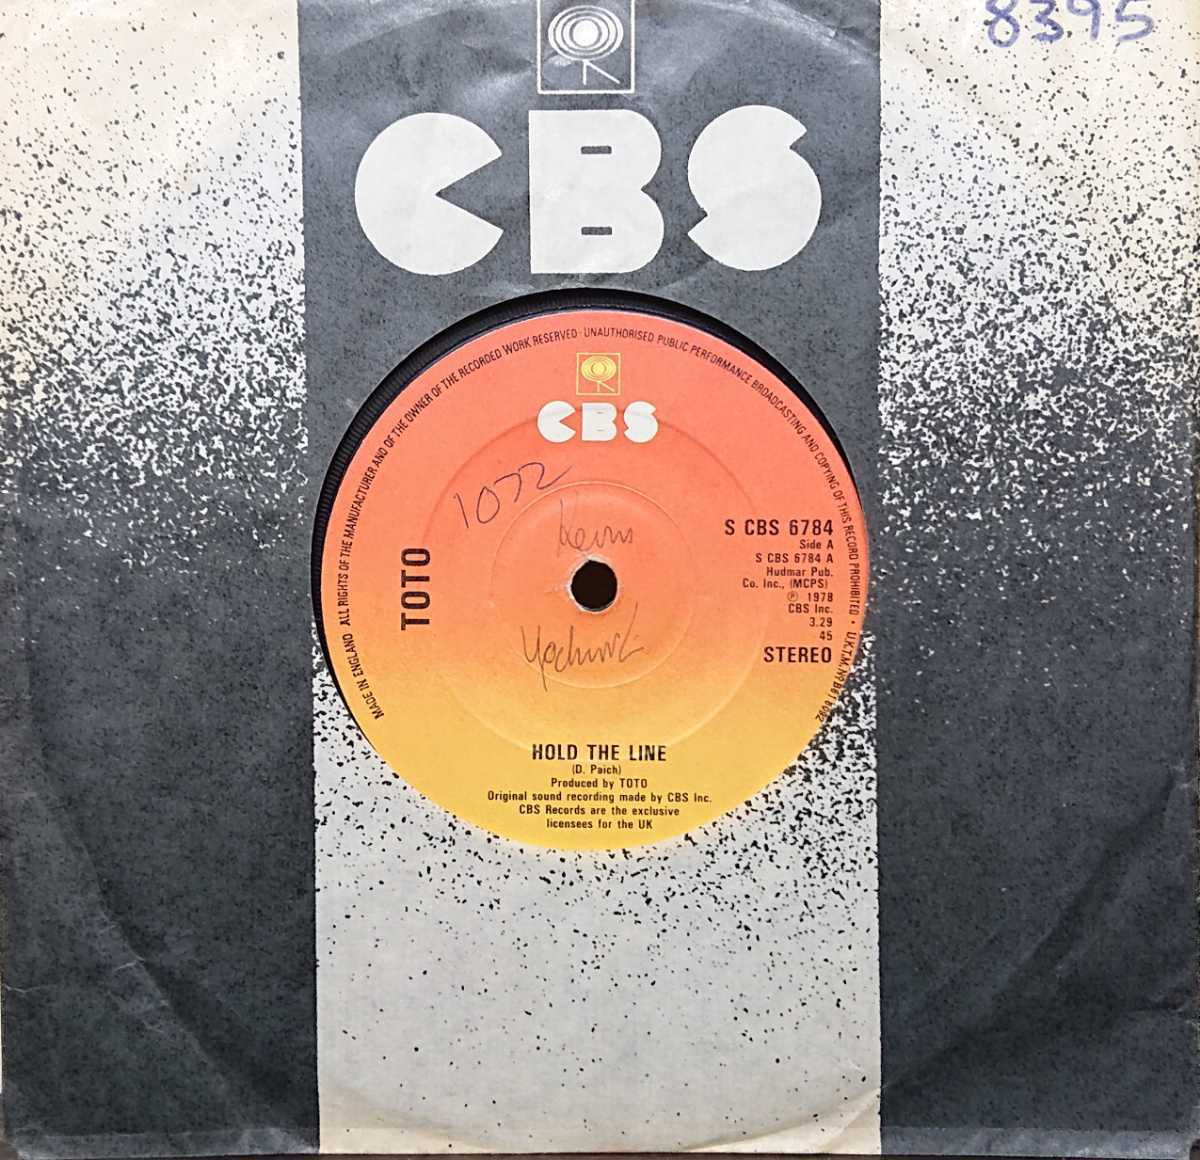 8395
CBS
MADE IN ENGLAND ALL RIGHTS OF THE MANUFACTURER AND OF THE OWNER OF THE RECORDED WORK RESERVED · UNAUTHORISED PUBLIC PERFORMANCE BROADCASTING AND COPYING OF THIS RECORD PROHIBITED · U.K.T.M. Nº B618092
CBS
1072
TOTO
S CBS 6784
Side A
S CBS 6784 A
Hudmar Pub.
Co. Inc., (MCPS)
℗ 1978
CBS Inc.
3.29
45
STEREO
HOLD THE LINE
(D. Paich)
Produced by TOTO
Original sound recording made by CBS Inc.
CBS Records are the exclusive
licensees for the UK